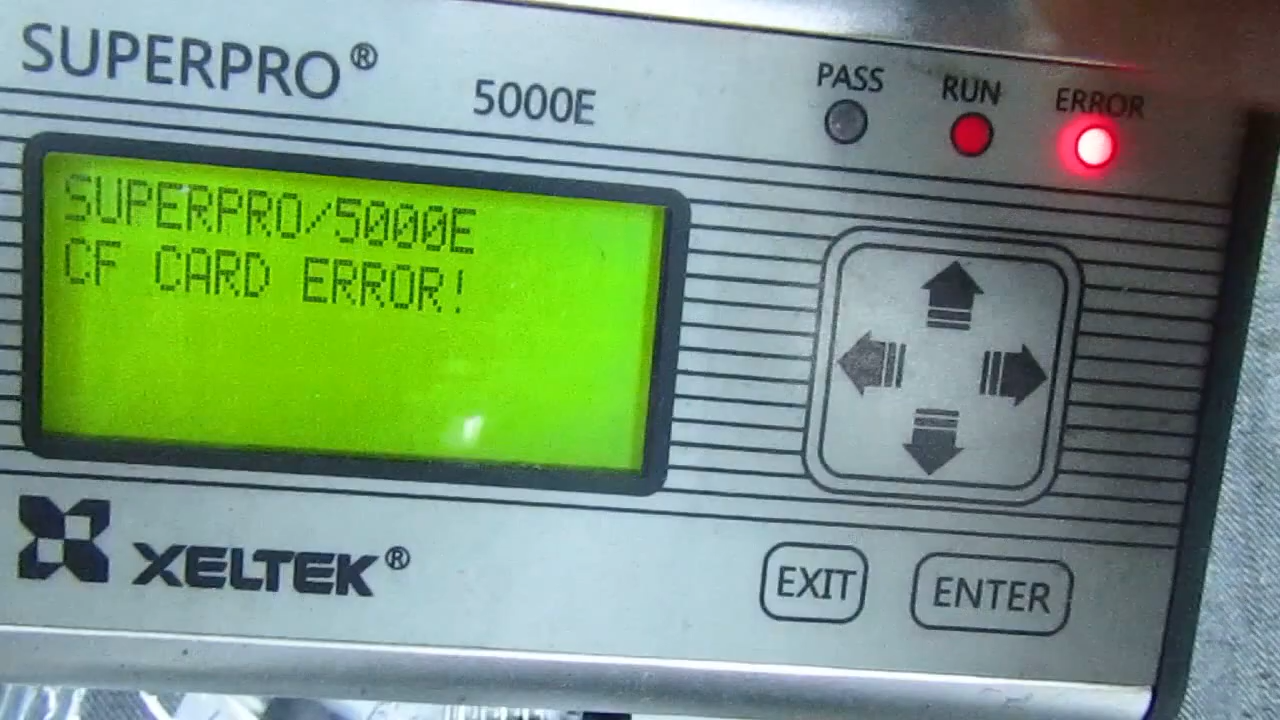 SUPERPRO®
5000E
PASS
RUN
ERROR
SUPERPRO/5000E
CF CARD ERROR!
XELTEK®
EXIT
ENTER